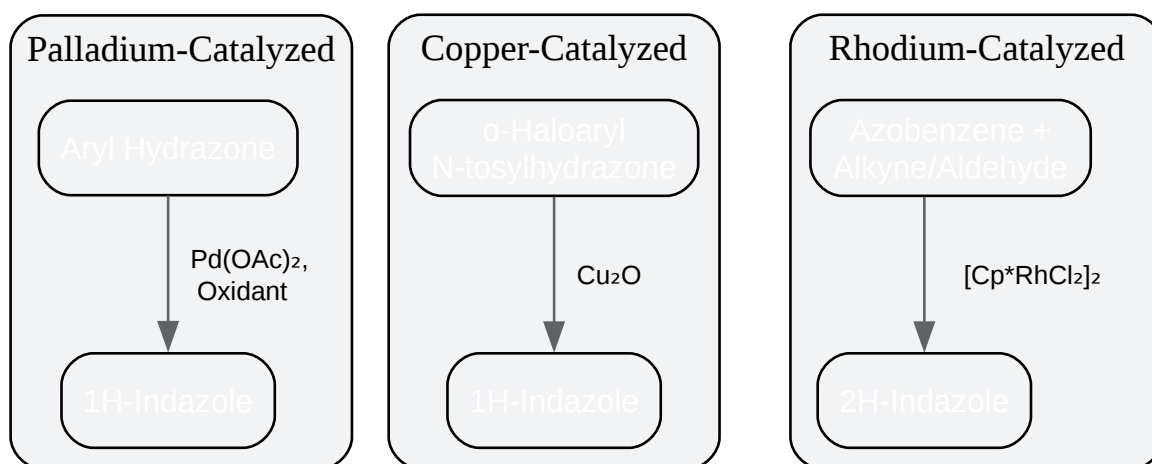 Palladium-Catalyzed
Aryl Hydrazone
Pd(OAc)₂,
Oxidant
1H-Indazole
Copper-Catalyzed
o-Haloaryl
N-tosylhydrazone
Cu₂O
1H-Indazole
Rhodium-Catalyzed
Azobenzene +
Alkyne/Aldehyde
[Cp*RhCl₂]₂
2H-Indazole